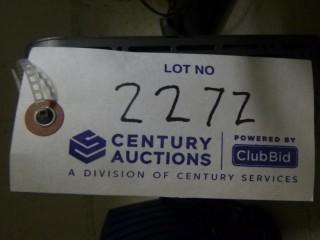 LOT NO
2272
CENTURY AUCTIONS
POWERED BY
ClubBid
A DIVISION OF CENTURY SERVICES